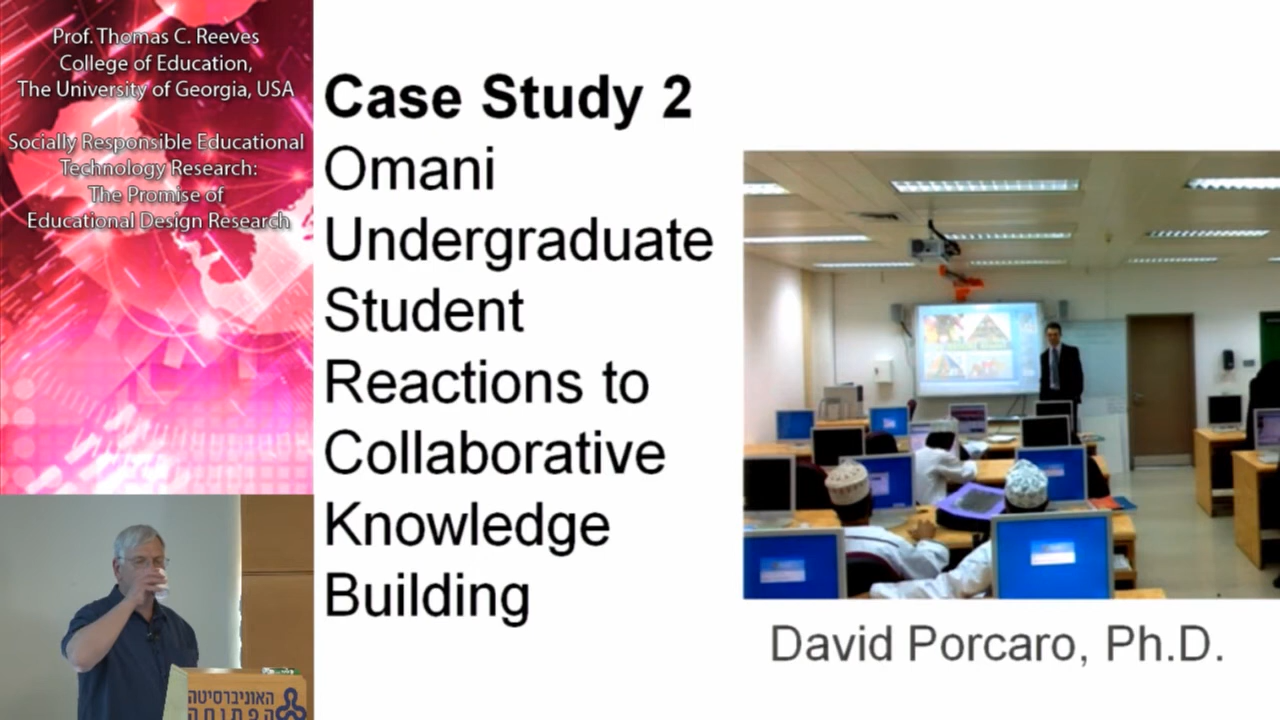 Prof. Thomas C. Reeves
College of Education,
The University of Georgia, USA
Socially Responsible Educational
Technology Research:
The Promise of
Educational Design Research
Case Study 2
Omani
Undergraduate
Student
Reactions to
Collaborative
Knowledge
Building
David Porcaro, Ph.D.
האוניברסיטה
הפתוחה